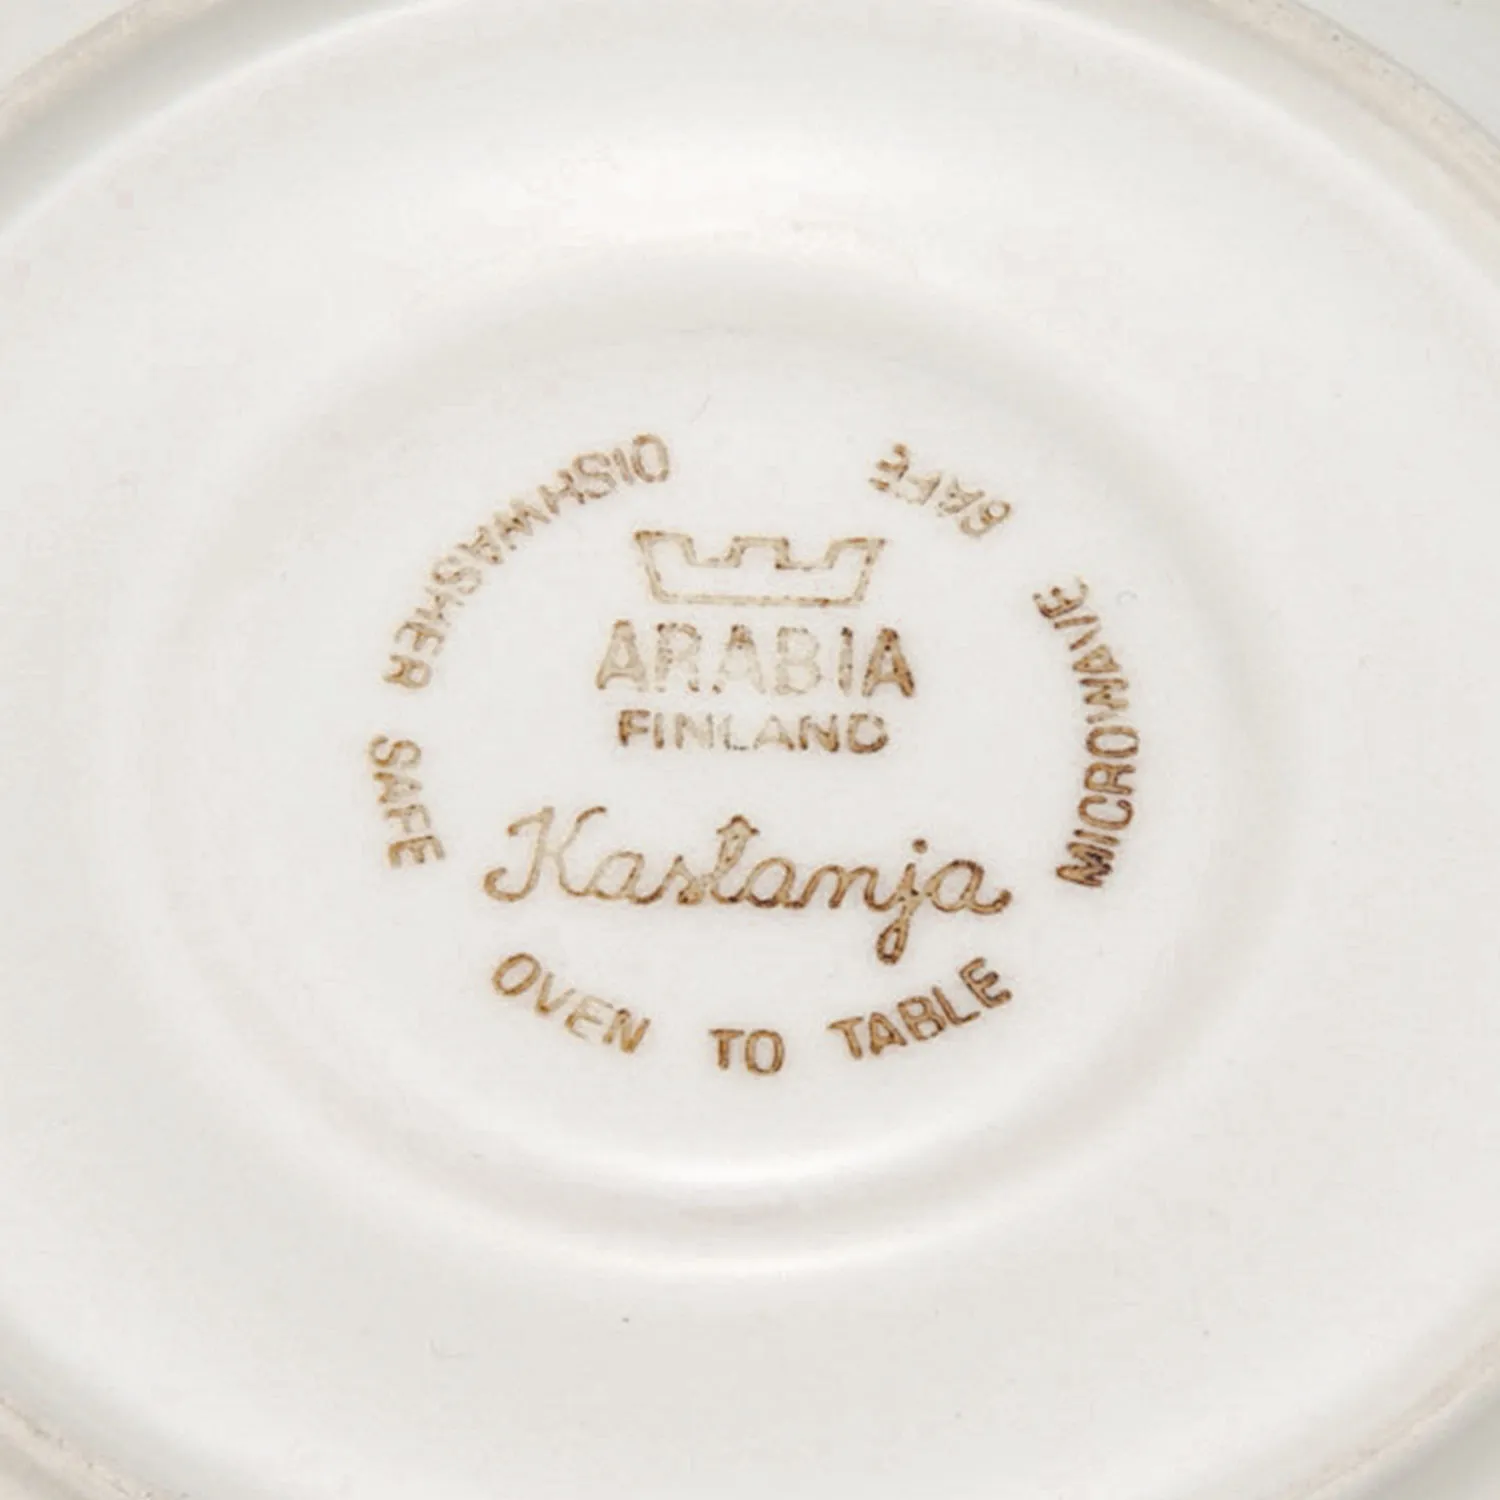 ARABIA
FINLAND
Kastanja
OVEN TO TABLE
MICROWAVE SAFE
DISHWASHER SAFE